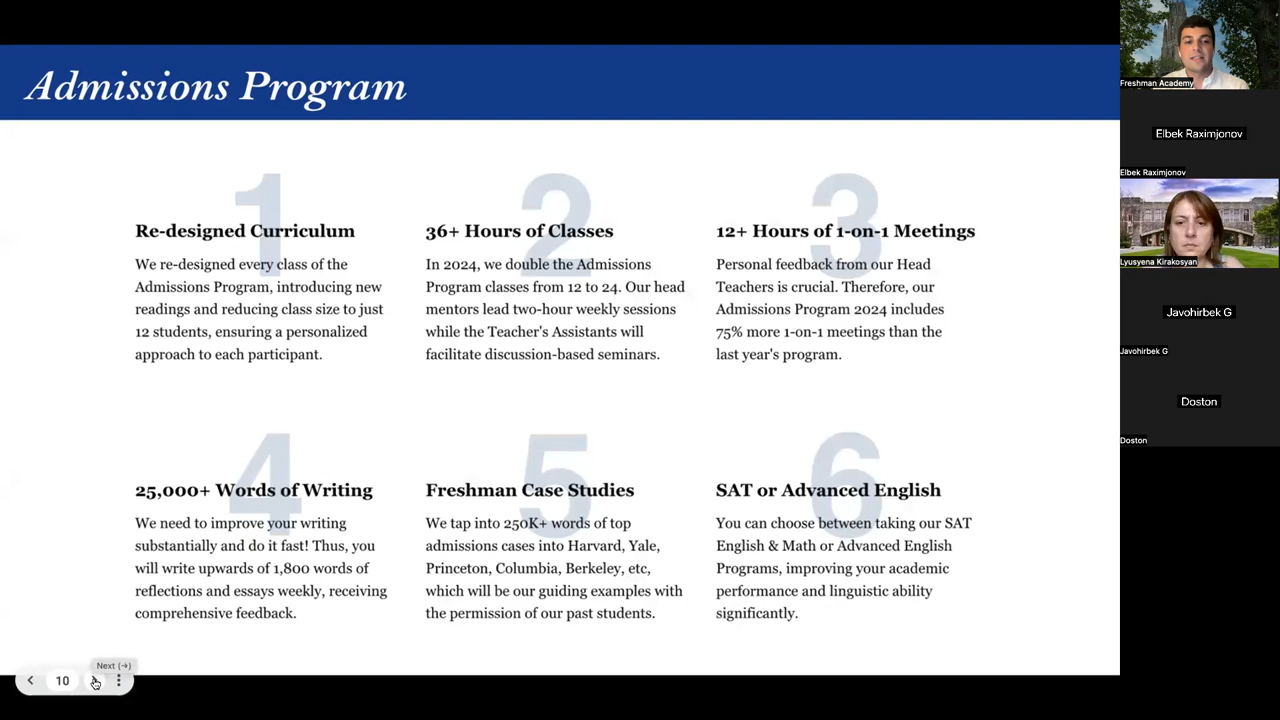 Admissions Program
1
Re-designed Curriculum
We re-designed every class of the
Admissions Program, introducing new
readings and reducing class size to just
12 students, ensuring a personalized
approach to each participant.
2
36+ Hours of Classes
In 2024, we double the Admissions
Program classes from 12 to 24. Our head
mentors lead two-hour weekly sessions
while the Teacher's Assistants will
facilitate discussion-based seminars.
3
12+ Hours of 1-on-1 Meetings
Personal feedback from our Head
Teachers is crucial. Therefore, our
Admissions Program 2024 includes
75% more 1-on-1 meetings than the
last year's program.
4
25,000+ Words of Writing
We need to improve your writing
substantially and do it fast! Thus, you
will write upwards of 1,800 words of
reflections and essays weekly, receiving
comprehensive feedback.
5
Freshman Case Studies
We tap into 250K+ words of top
admissions cases into Harvard, Yale,
Princeton, Columbia, Berkeley, etc,
which will be our guiding examples with
the permission of our past students.
6
SAT or Advanced English
You can choose between taking our SAT
English & Math or Advanced English
Programs, improving your academic
performance and linguistic ability
significantly.
Next (→)
10
Freshman Academy
Elbek Raximjonov
Elbek Raximjonov
Lyusyena Kirakosyan
Javohirbek G
Javohirbek G
Doston
Doston